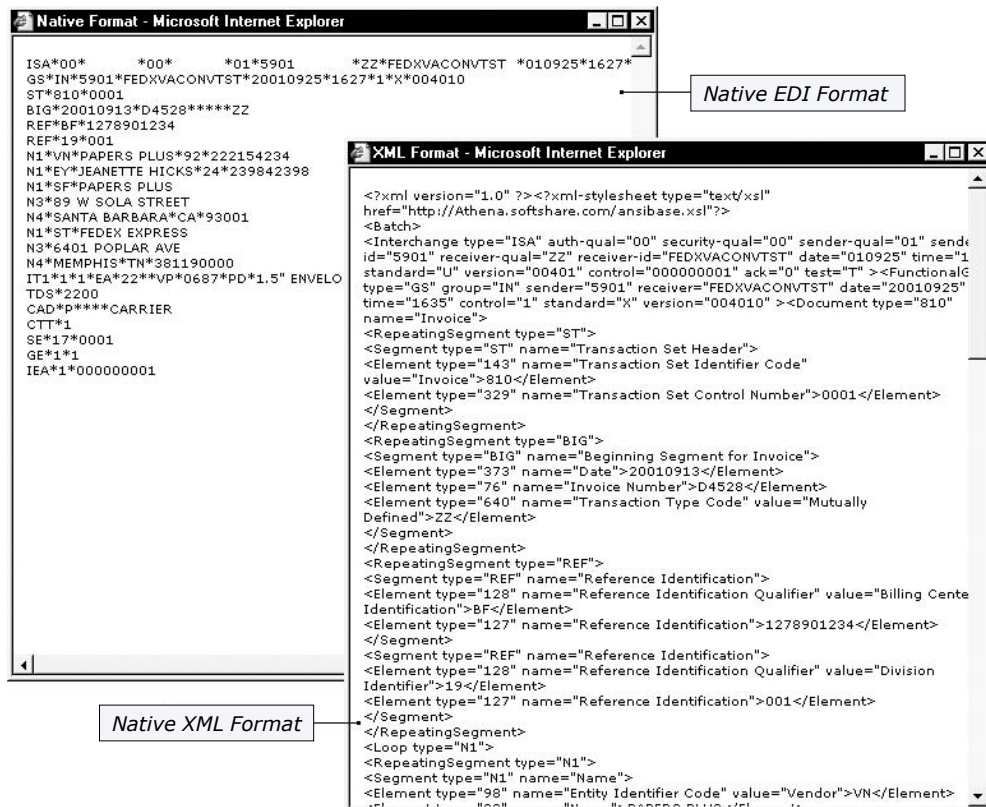 Native Format - Microsoft Internet Explorer
ISA*00* *00* *01*5901 *ZZ*FEDXVACONVTST *010925*1627*
GS*IN*5901*FEDXVACONVTST*20010925*1627*1*X*004010
ST*810*0001
BIG*20010913*D4528*****ZZ
REF*BF*1278901234
REF*19*001
N1*VN*PAPERS PLUS*92*222154234
N1*EY*JEANETTE HICKS*24*239842398
N1*SF*PAPERS PLUS
N3*89 W SOLA STREET
N4*SANTA BARBARA*CA*93001
N1*ST*FEDEX EXPRESS
N3*6401 POPLAR AVE
N4*MEMPHIS*TN*381190000
IT1*1*1*EA*22**VP*0687*PD*1.5" ENVELO
TDS*2200
CAD*P****CARRIER
CTT*1
SE*17*0001
GE*1*1
IEA*1*000000001
Native EDI Format
XML Format - Microsoft Internet Explorer
<?xml version="1.0" ?><?xml-stylesheet type="text/xsl"
href="http://Athena.softshare.com/ansibase.xsl"?>
<Batch>
<Interchange type="ISA" auth-qual="00" security-qual="00" sender-qual="01" sende
id="5901" receiver-qual="ZZ" receiver-id="FEDXVACONVTST" date="010925" time="1
standard="U" version="00401" control="000000001" ack="0" test="T" ><FunctionalG
type="GS" group="IN" sender="5901" receiver="FEDXVACONVTST" date="20010925"
time="1635" control="1" standard="X" version="004010" ><Document type="810"
name="Invoice">
<RepeatingSegment type="ST">
<Segment type="ST" name="Transaction Set Header">
<Element type="143" name="Transaction Set Identifier Code"
value="Invoice">810</Element>
<Element type="329" name="Transaction Set Control Number">0001</Element>
</Segment>
</RepeatingSegment>
<RepeatingSegment type="BIG">
<Segment type="BIG" name="Beginning Segment for Invoice">
<Element type="373" name="Date">20010913</Element>
<Element type="76" name="Invoice Number">D4528</Element>
<Element type="640" name="Transaction Type Code" value="Mutually
Defined">ZZ</Element>
</Segment>
</RepeatingSegment>
<RepeatingSegment type="REF">
<Segment type="REF" name="Reference Identification">
<Element type="128" name="Reference Identification Qualifier" value="Billing Cente
Identification">BF</Element>
<Element type="127" name="Reference Identification">1278901234</Element>
</Segment>
<Segment type="REF" name="Reference Identification">
<Element type="128" name="Reference Identification Qualifier" value="Division
Identifier">19</Element>
<Element type="127" name="Reference Identification">001</Element>
</Segment>
</RepeatingSegment>
<Loop type="N1">
<RepeatingSegment type="N1">
<Segment type="N1" name="Name">
<Element type="98" name="Entity Identifier Code" value="Vendor">VN</Element>
Native XML Format